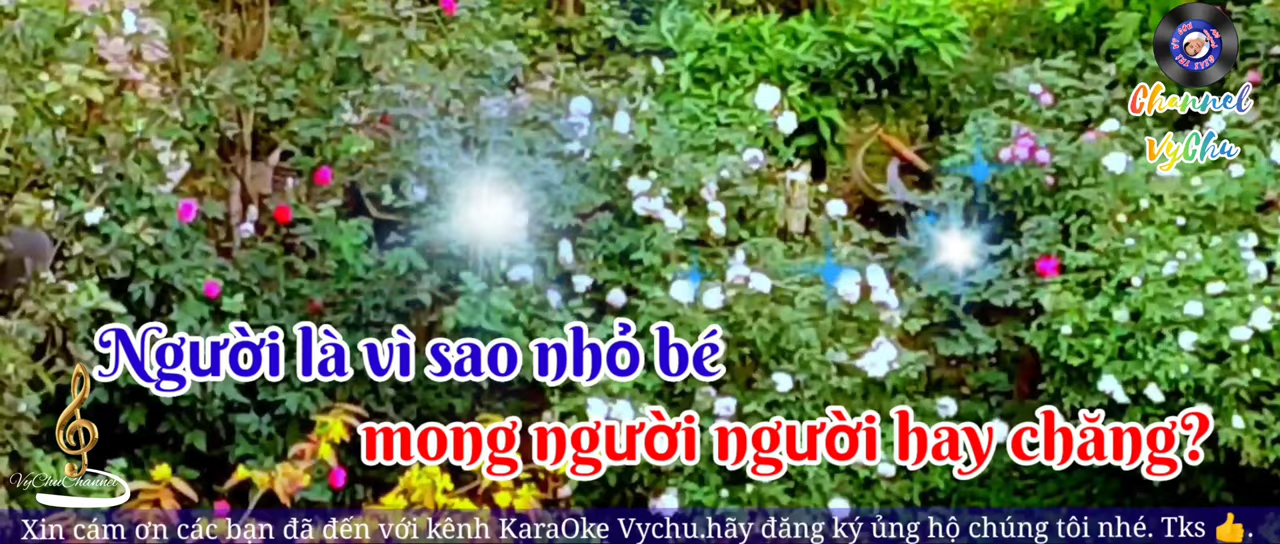 Channel
VyChu
Người là vì sao nhỏ bé
mong người người hay chăng?
VyChuChannel
Xin cám ơn các bạn đã đến với kênh KaraOke Vychu.hãy đăng ký ủng hộ chúng tôi nhé. Tks 👍.